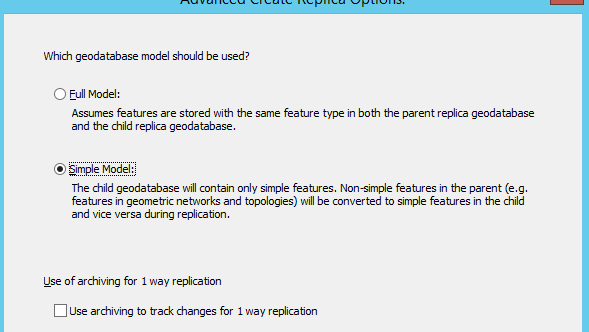 Advanced Create Replica Options.
Which geodatabase model should be used?
Full Model:
Assumes features are stored with the same feature type in both the parent replica geodatabase
and the child replica geodatabase.
Simple Model:
The child geodatabase will contain only simple features. Non-simple features in the parent (e.g.
features in geometric networks and topologies) will be converted to simple features in the child
and vice versa during replication.
Use of archiving for 1 way replication
Use archiving to track changes for 1 way replication